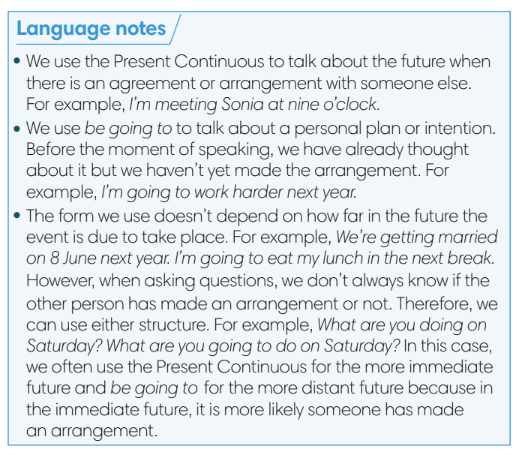 Language notes
• We use the Present Continuous to talk about the future when
there is an agreement or arrangement with someone else.
For example, I'm meeting Sonia at nine o'clock.
• We use be going to to talk about a personal plan or intention.
Before the moment of speaking, we have already thought
about it but we haven't yet made the arrangement. For
example, I'm going to work harder next year.
• The form we use doesn't depend on how far in the future the
event is due to take place. For example, We're getting married
on 8 June next year. I'm going to eat my lunch in the next break.
However, when asking questions, we don't always know if the
other person has made an arrangement or not. Therefore, we
can use either structure. For example, What are you doing on
Saturday? What are you going to do on Saturday? In this case,
we often use the Present Continuous for the more immediate
future and be going to for the more distant future because in
the immediate future, it is more likely someone has made
an arrangement.